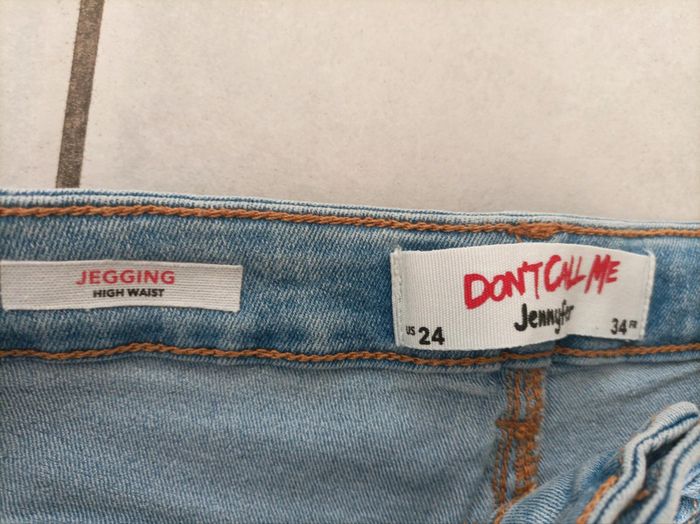 JEGGING
HIGH WAIST
DON'T CALL ME
Jennyfer
US 24
34 FR